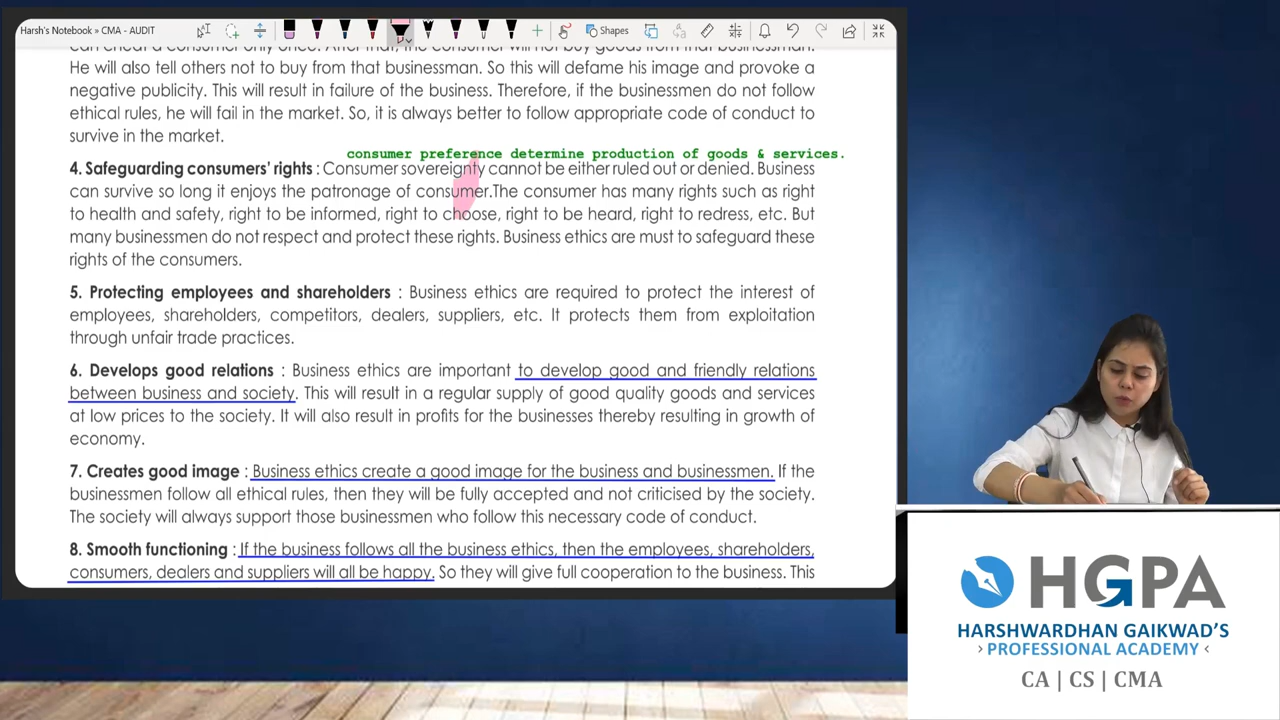 Harsh's Notebook » CMA - AUDIT
Shapes
can cheat a consumer only once. After that, the consumer will not buy goods from that businessman.
He will also tell others not to buy from that businessman. So this will defame his image and provoke a
negative publicity. This will result in failure of the business. Therefore, if the businessmen do not follow
ethical rules, he will fail in the market. So, it is always better to follow appropriate code of conduct to
survive in the market.
consumer preference determine production of goods & services.
4. Safeguarding consumers' rights : Consumer sovereignty cannot be either ruled out or denied. Business
can survive so long it enjoys the patronage of consumer.The consumer has many rights such as right
to health and safety, right to be informed, right to choose, right to be heard, right to redress, etc. But
many businessmen do not respect and protect these rights. Business ethics are must to safeguard these
rights of the consumers.
5. Protecting employees and shareholders : Business ethics are required to protect the interest of
employees, shareholders, competitors, dealers, suppliers, etc. It protects them from exploitation
through unfair trade practices.
6. Develops good relations : Business ethics are important to develop good and friendly relations
between business and society. This will result in a regular supply of good quality goods and services
at low prices to the society. It will also result in profits for the businesses thereby resulting in growth of
economy.
7. Creates good image : Business ethics create a good image for the business and businessmen. If the
businessmen follow all ethical rules, then they will be fully accepted and not criticised by the society.
The society will always support those businessmen who follow this necessary code of conduct.
8. Smooth functioning : If the business follows all the business ethics, then the employees, shareholders,
consumers, dealers and suppliers will all be happy. So they will give full cooperation to the business. This
HGPA
HARSHWARDHAN GAIKWAD'S
› PROFESSIONAL ACADEMY ‹
CA | CS | CMA